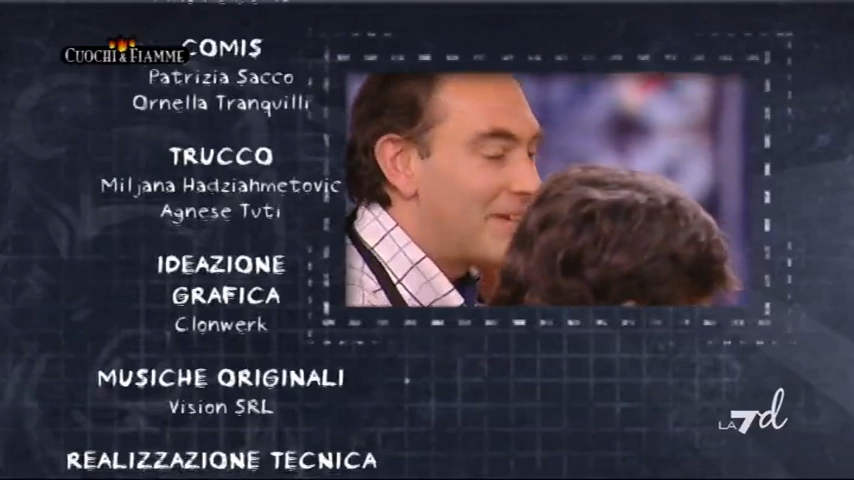 CUOCHI & FIAMME
COMIS
Patrizia Sacco
Ornella Tranquilli
TRUCCO
Miljana Hadziahmetovic
Agnese Tuti
IDEAZIONE
GRAFICA
Clonwerk
MUSICHE ORIGINALI
Vision SRL
LA7d
REALIZZAZIONE TECNICA